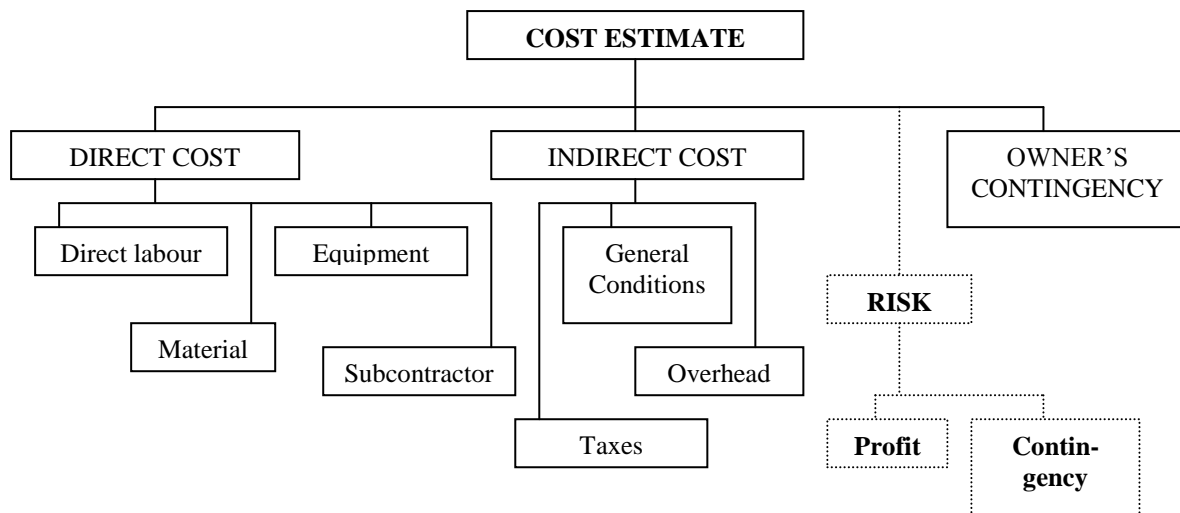 COST ESTIMATE
DIRECT COST
INDIRECT COST
OWNER’S
CONTINGENCY
Direct labour
Equipment
General
Conditions
RISK
Material
Subcontractor
Overhead
Taxes
Profit
Contin-
gency